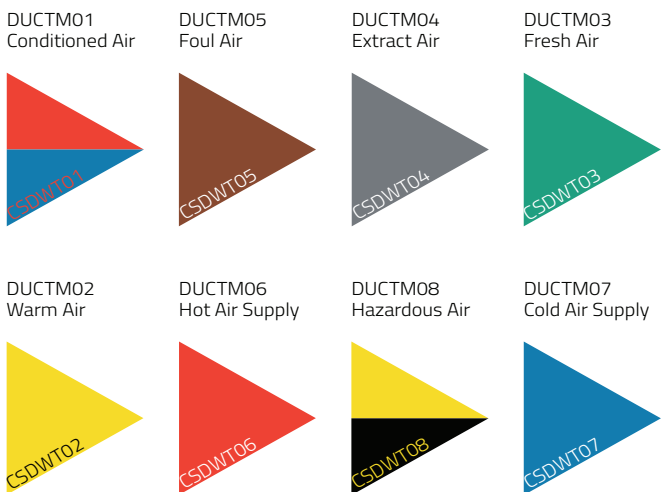 DUCTM01
Conditioned Air
DUCTM05
Foul Air
DUCTM04
Extract Air
DUCTM03
Fresh Air
CSDWT01
CSDWT05
CSDWT04
CSDWT03
DUCTM02
Warm Air
DUCTM06
Hot Air Supply
DUCTM08
Hazardous Air
DUCTM07
Cold Air Supply
CSDWT02
CSDWT06
CSDWT08
CSDWT07